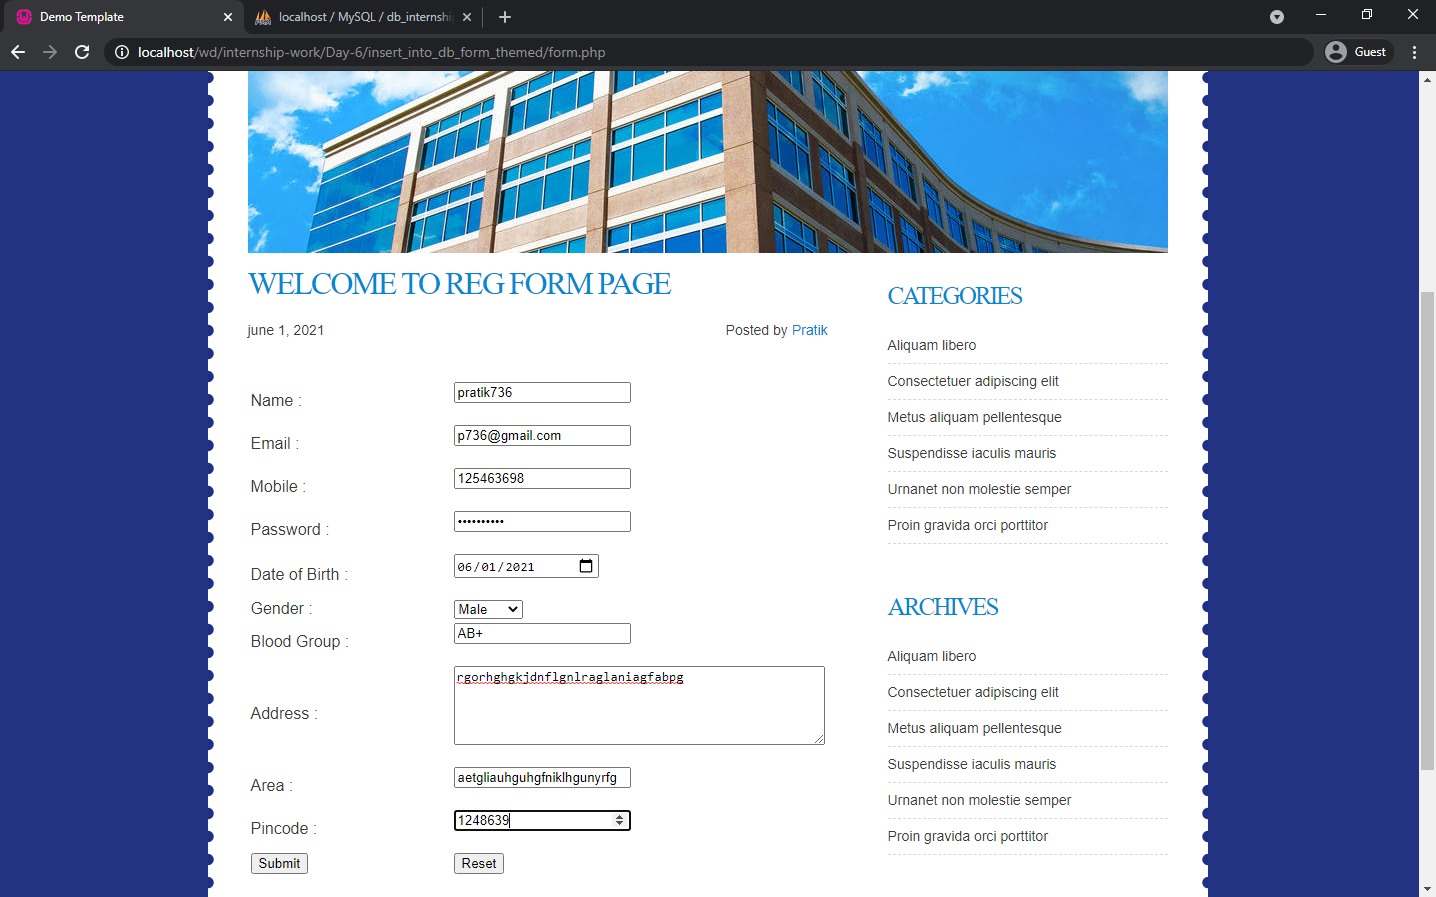 Demo Template
localhost / MySQL / db_internshi
localhost/wd/internship-work/Day-6/insert_into_db_form_themed/form.php
Guest
WELCOME TO REG FORM PAGE
june 1, 2021
Posted by Pratik
Name :
pratik736
Email :
p736@gmail.com
Mobile :
125463698
Password :
••••••••••
Date of Birth :
06/01/2021
Gender :
Male
Blood Group :
AB+
Address :
rgorhghgkjdnflgnlraglaniagfabpg
Area :
aetgliauhguhgfniklhgunyrfg
Pincode :
1248639
Submit
Reset
CATEGORIES
Aliquam libero
Consectetuer adipiscing elit
Metus aliquam pellentesque
Suspendisse iaculis mauris
Urnanet non molestie semper
Proin gravida orci porttitor
ARCHIVES
Aliquam libero
Consectetuer adipiscing elit
Metus aliquam pellentesque
Suspendisse iaculis mauris
Urnanet non molestie semper
Proin gravida orci porttitor